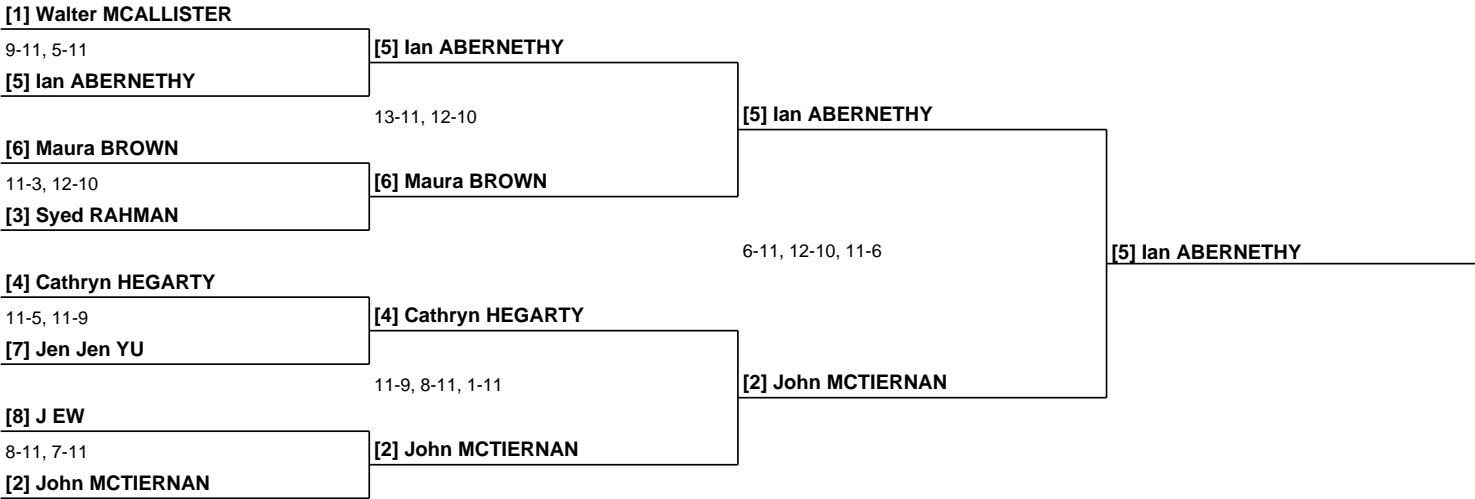 [1] Walter MCALLISTER
9-11, 5-11
[5] Ian ABERNETHY
[5] Ian ABERNETHY
13-11, 12-10
[5] Ian ABERNETHY
[6] Maura BROWN
11-3, 12-10
[6] Maura BROWN
[3] Syed RAHMAN
6-11, 12-10, 11-6
[5] Ian ABERNETHY
[4] Cathryn HEGARTY
11-5, 11-9
[4] Cathryn HEGARTY
[7] Jen Jen YU
11-9, 8-11, 1-11
[2] John MCTIERNAN
[8] J EW
8-11, 7-11
[2] John MCTIERNAN
[2] John MCTIERNAN